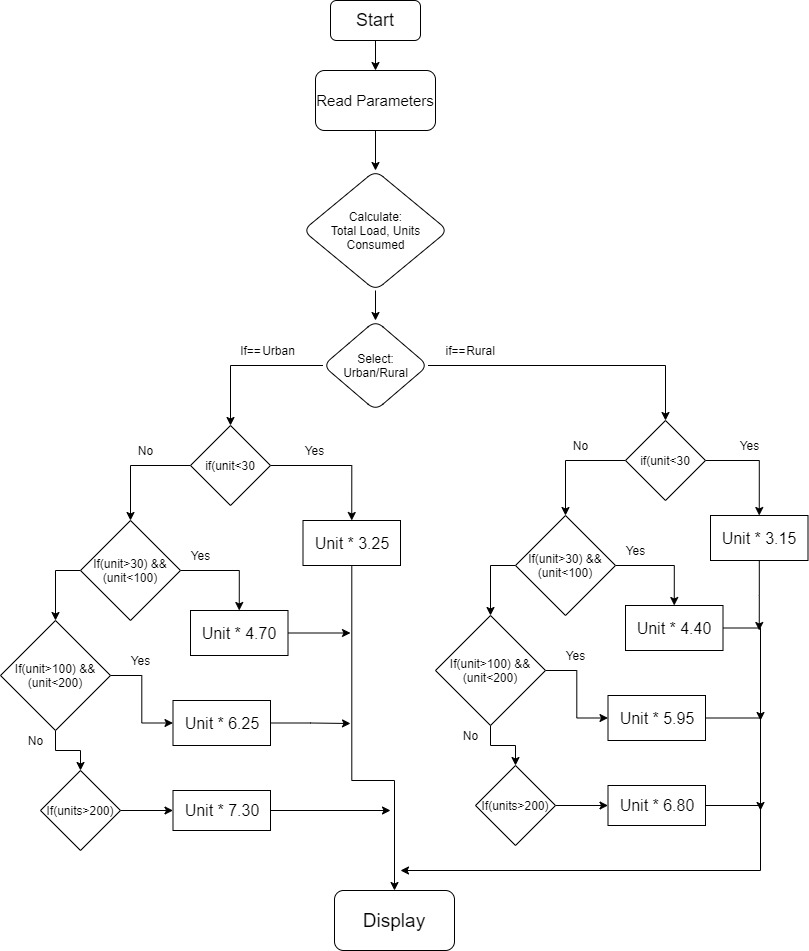 Start
Read Parameters
Calculate:
Total Load, Units
Consumed
If==Urban
Select:
Urban/Rural
if==Rural
No
if(unit<30
Yes
No
if(unit<30
Yes
If(unit>30) &&
(unit<100)
Yes
Unit * 3.25
If(unit>30) &&
(unit<100)
Yes
Unit * 3.15
Unit * 4.70
Unit * 4.40
If(unit>100) &&
(unit<200)
Yes
Unit * 6.25
If(unit>100) &&
(unit<200)
Yes
Unit * 5.95
No
If(units>200)
Unit * 7.30
No
If(units>200)
Unit * 6.80
Display